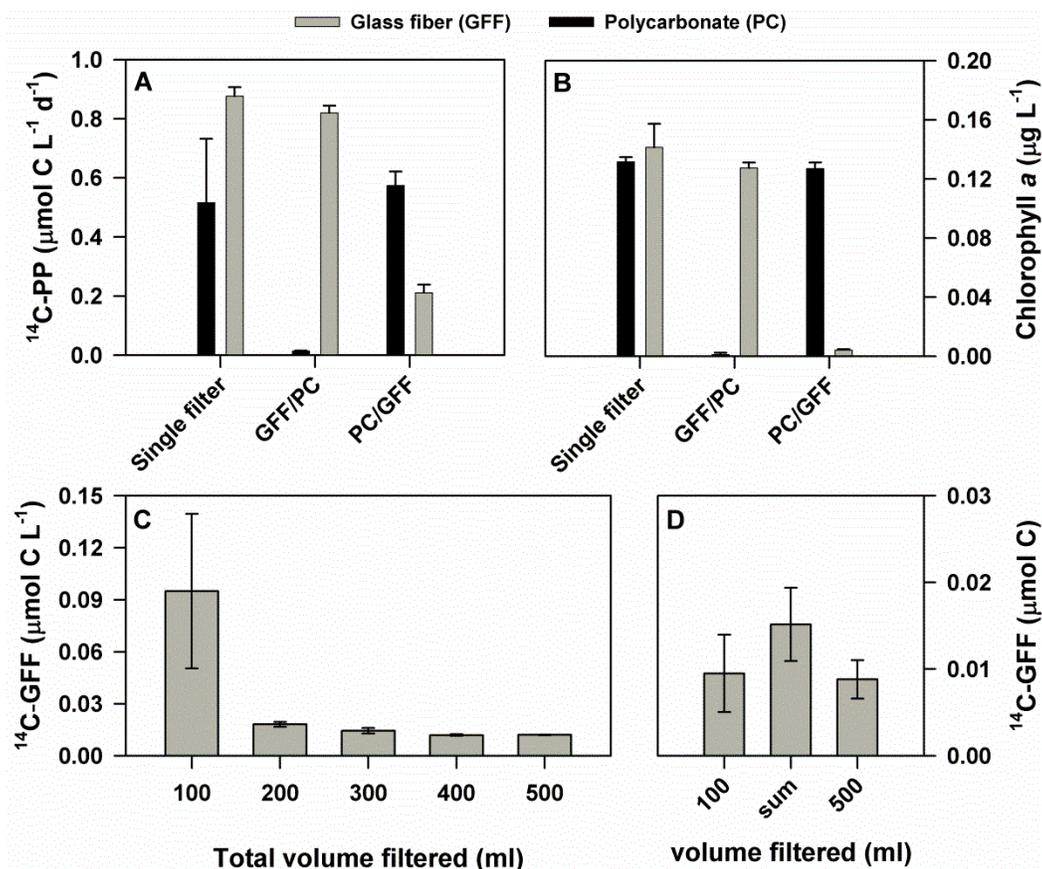 Glass fiber (GFF) Polycarbonate (PC)
A
1.0
0.8
0.6
0.4
0.2
0.0
¹⁴C-PP (μmol C L⁻¹ d⁻¹)
Single filter
GFF/PC
PC/GFF
B
0.20
0.16
0.12
0.08
0.04
0.00
Chlorophyll a (μg L⁻¹)
Single filter
GFF/PC
PC/GFF
C
0.15
0.12
0.09
0.06
0.03
0.00
¹⁴C-GFF (μmol C L⁻¹)
100 200 300 400 500
Total volume filtered (ml)
D
0.03
0.02
0.01
0.00
¹⁴C-GFF (μmol C)
100
sum
500
volume filtered (ml)